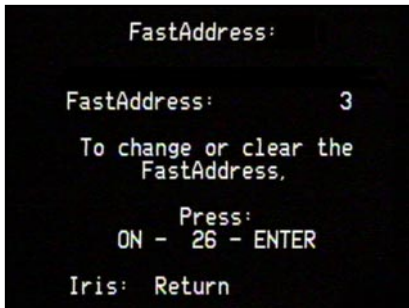 FastAddress:
FastAddress: 3
To change or clear the
FastAddress,
Press:
ON - 26 - ENTER
Iris: Return